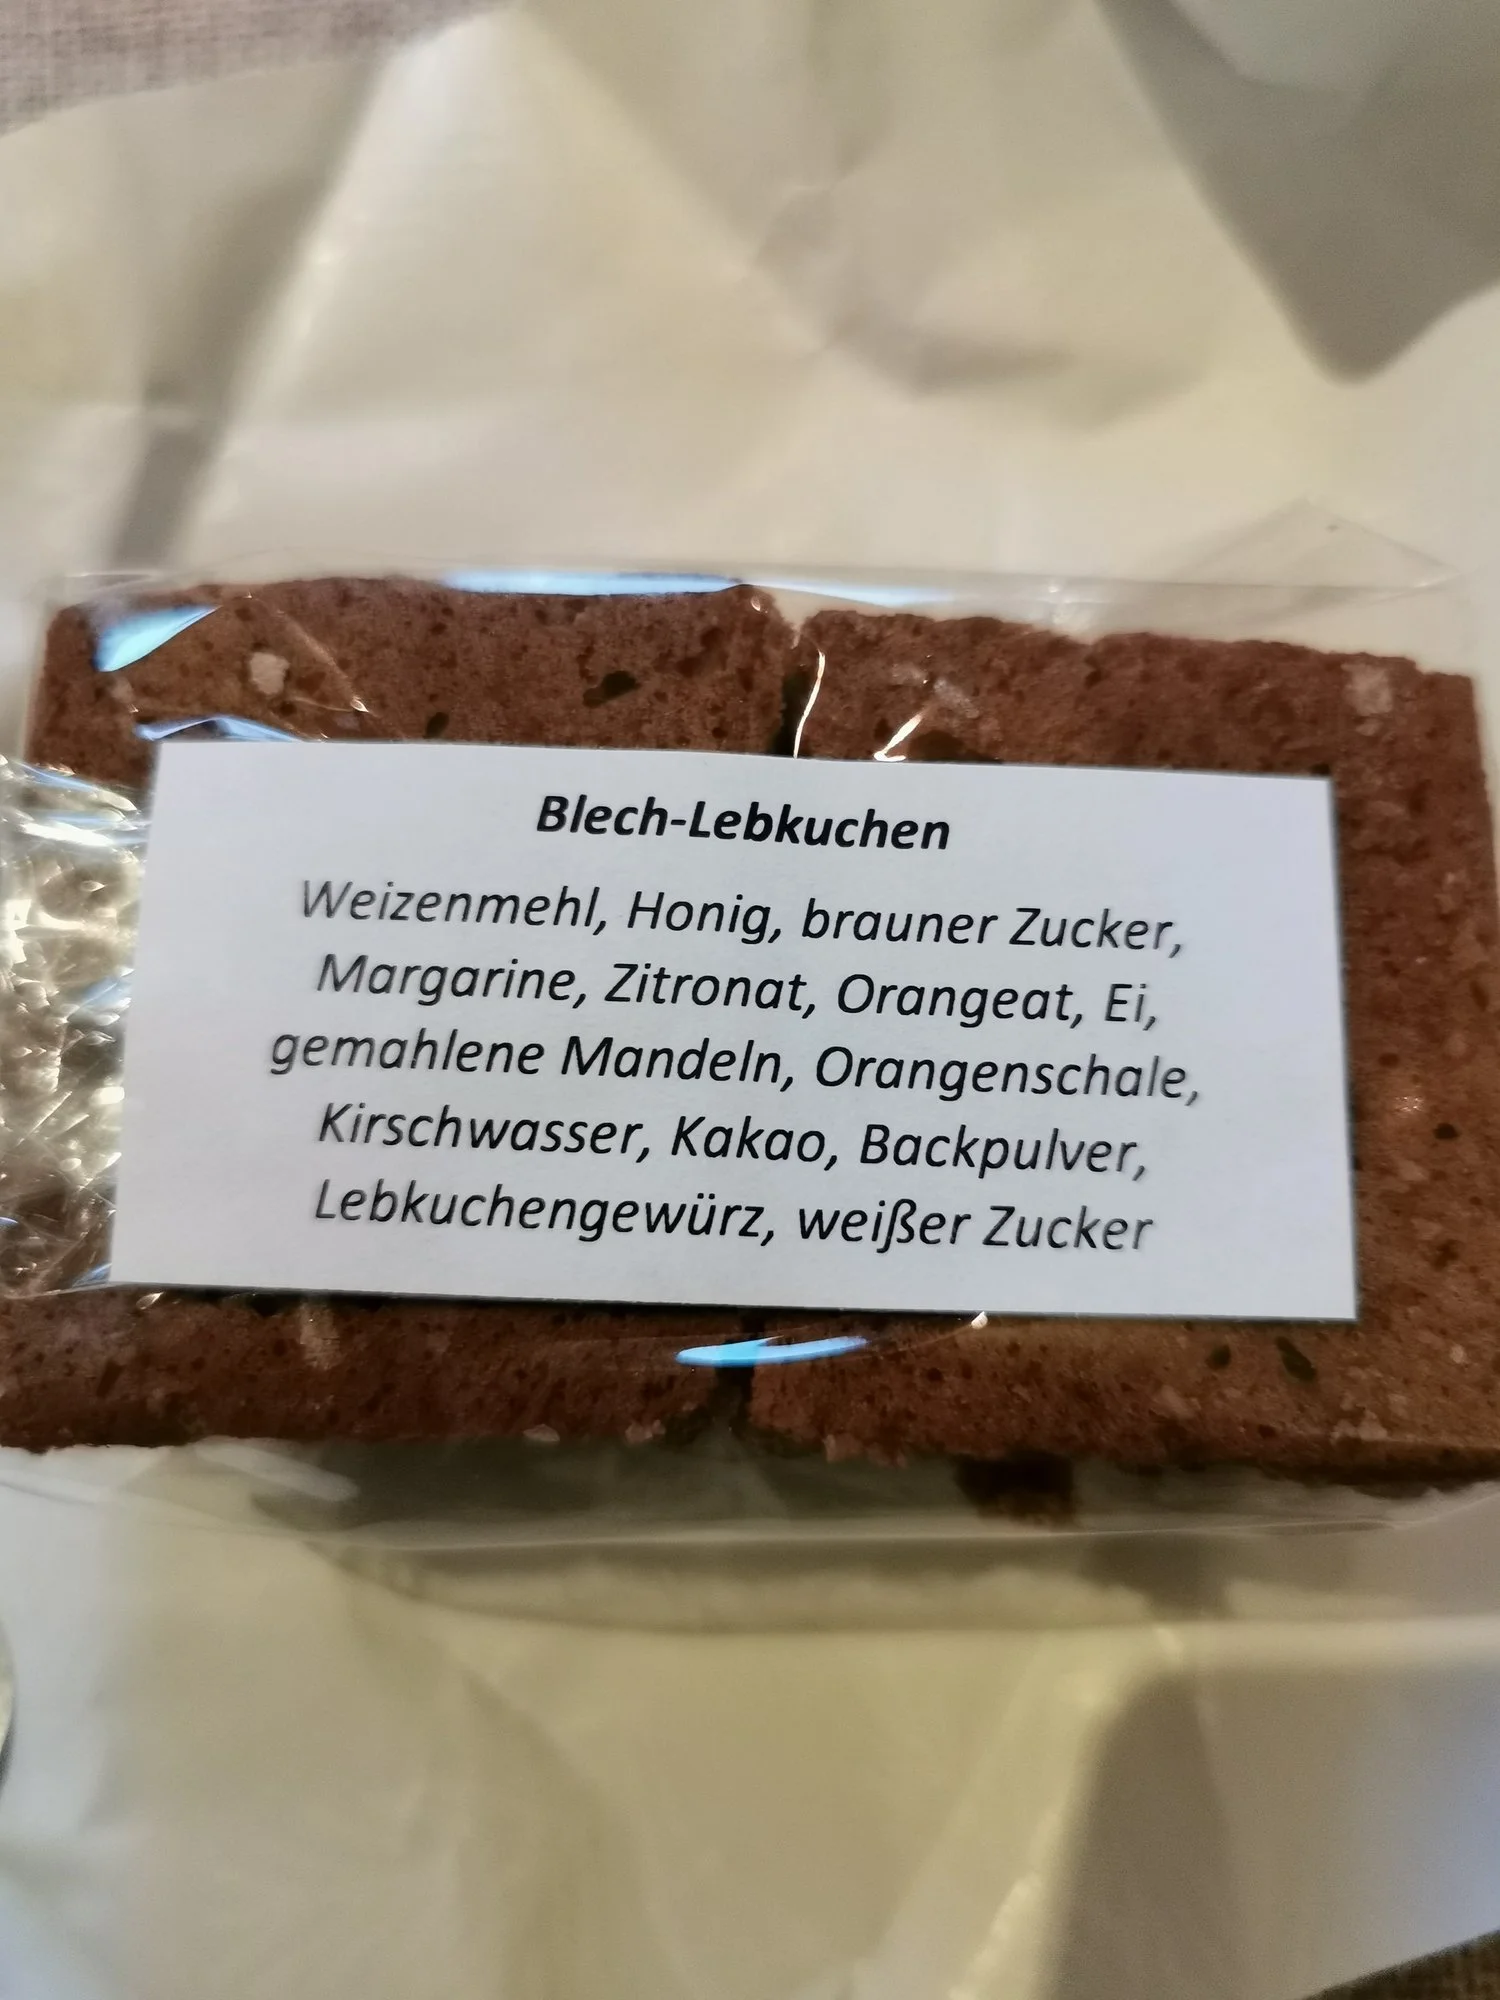 Blech-Lebkuchen
Weizenmehl, Honig, brauner Zucker,
Margarine, Zitronat, Orangeat, Ei,
gemahlene Mandeln, Orangenschale,
Kirschwasser, Kakao, Backpulver,
Lebkuchengewürz, weißer Zucker